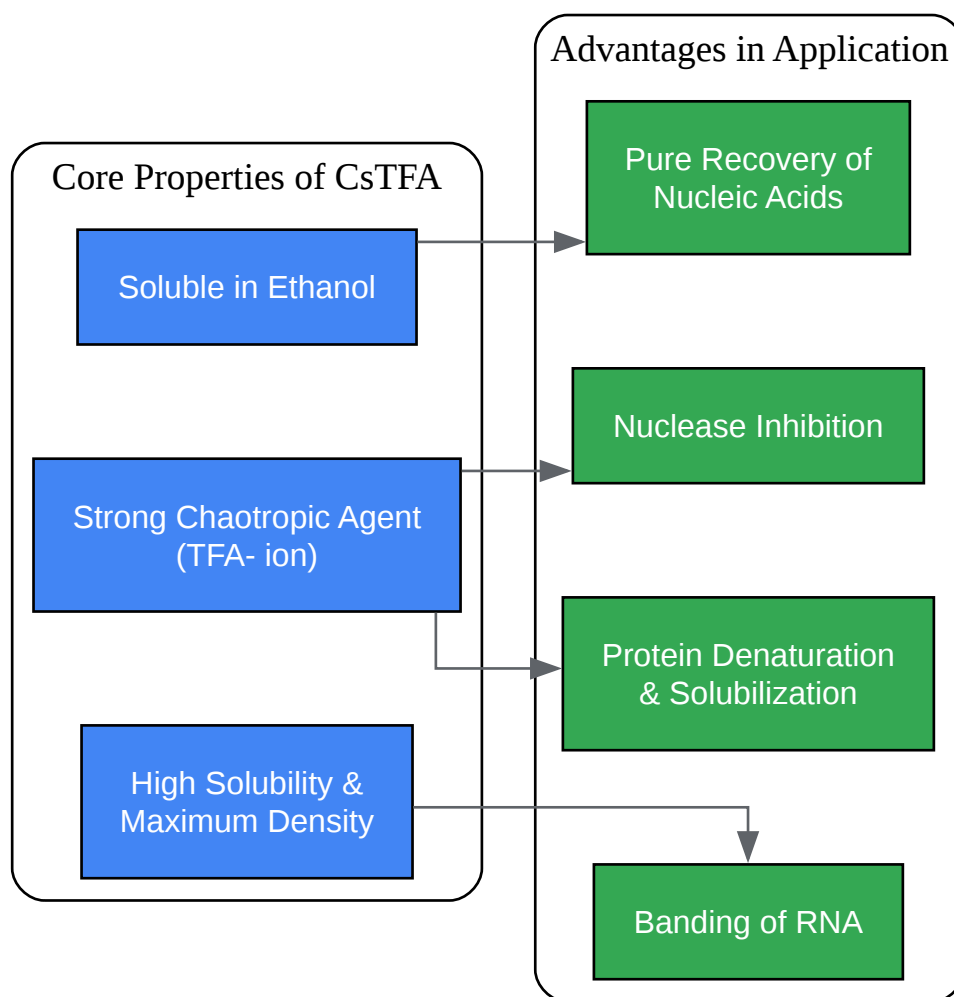 Core Properties of CsTFA
Soluble in Ethanol
Strong Chaotropic Agent
(TFA- ion)
High Solubility &
Maximum Density
Advantages in Application
Pure Recovery of
Nucleic Acids
Nuclease Inhibition
Protein Denaturation
& Solubilization
Banding of RNA